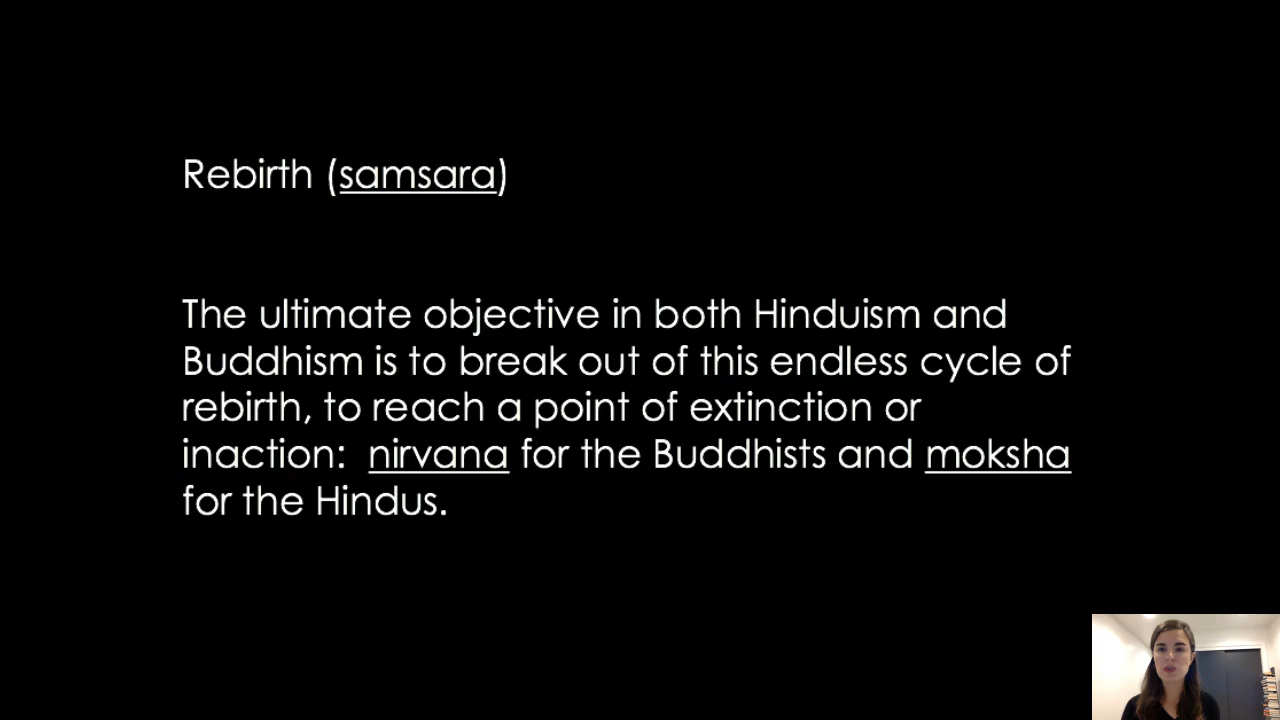 Rebirth (samsara)
The ultimate objective in both Hinduism and
Buddhism is to break out of this endless cycle of
rebirth, to reach a point of extinction or
inaction:  nirvana for the Buddhists and moksha
for the Hindus.